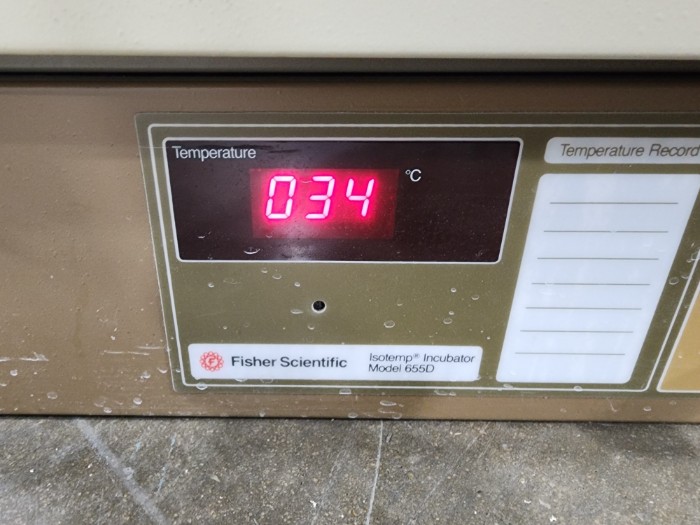 Temperature
034 °C
Temperature Record
Fisher Scientific
Isotemp® Incubator
Model 655D